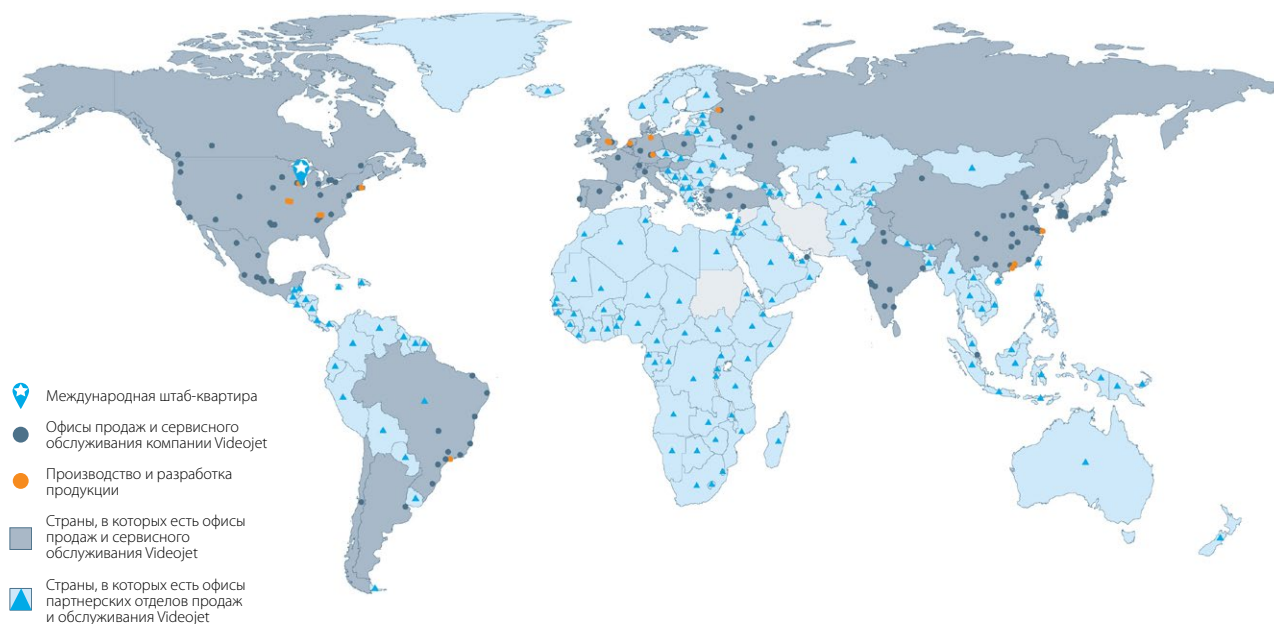 Международная штаб-квартира
Офисы продаж и сервисного
обслуживания компании Videojet
Производство и разработка
продукции
Страны, в которых есть офисы
продаж и сервисного
обслуживания Videojet
Страны, в которых есть офисы
партнерских отделов продаж
и обслуживания Videojet